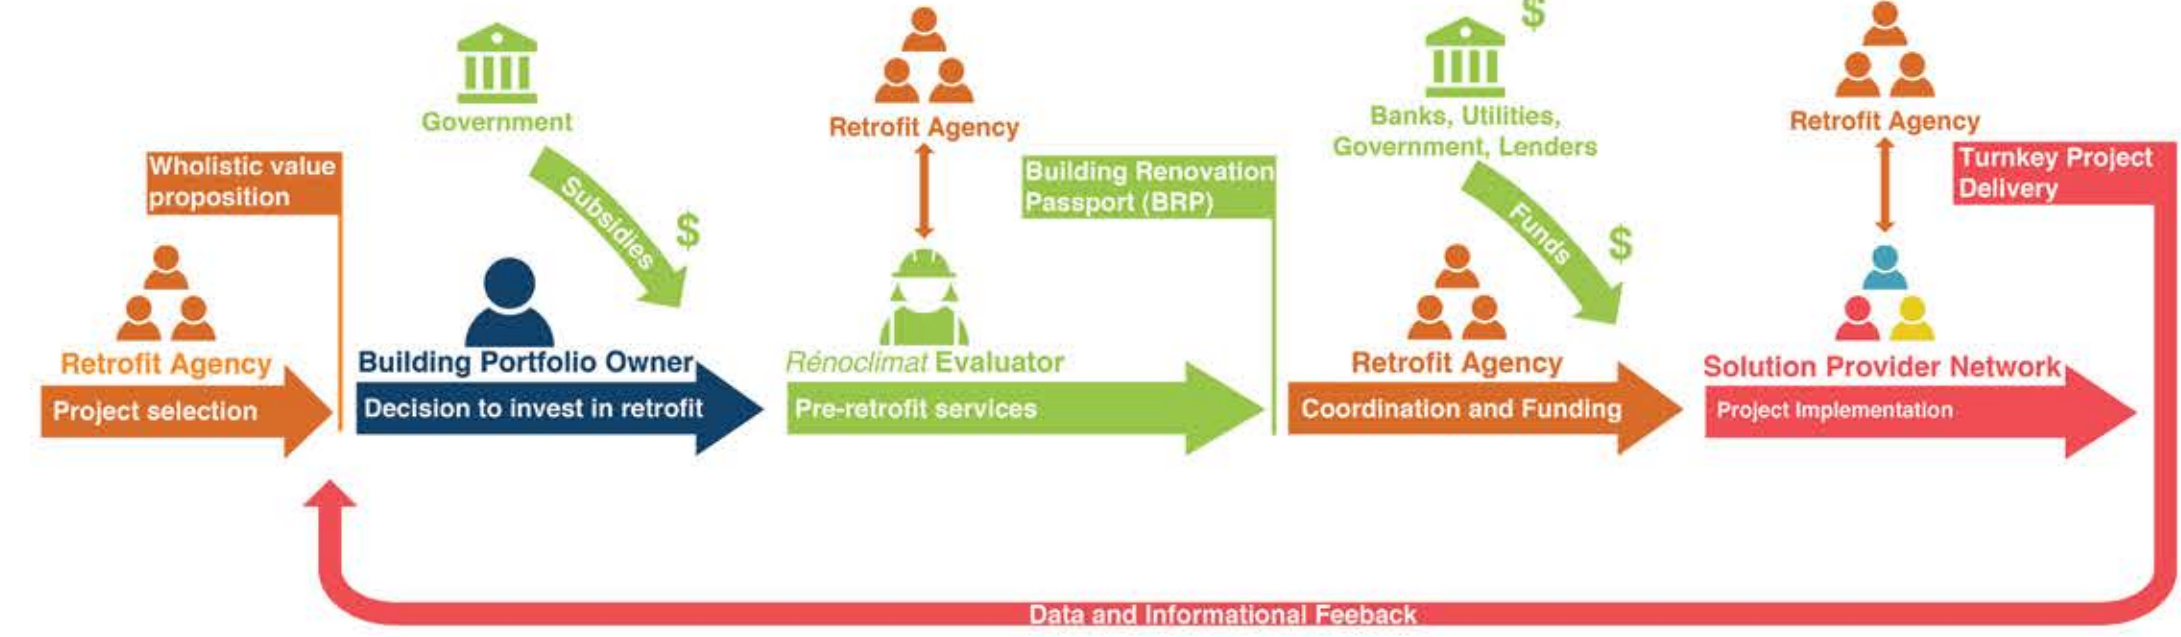 Government
Retrofit Agency
$
Banks, Utilities,
Government, Lenders
Retrofit Agency
Wholistic value
proposition
Subsidies
$
Building Renovation
Passport (BRP)
Funds
$
Turnkey Project
Delivery
Retrofit Agency
Project selection
Building Portfolio Owner
Decision to invest in retrofit
Rénoclimat Evaluator
Pre-retrofit services
Retrofit Agency
Coordination and Funding
Solution Provider Network
Project Implementation
Data and Informational Feeback